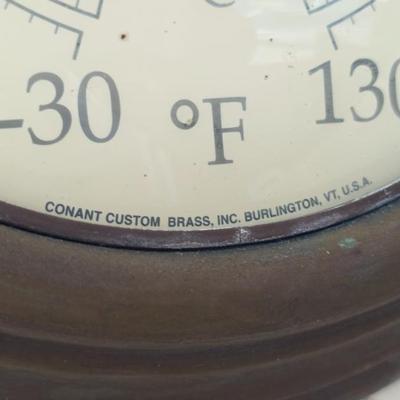 -30 °F 130
CONANT CUSTOM BRASS, INC. BURLINGTON, VT, U.S.A.